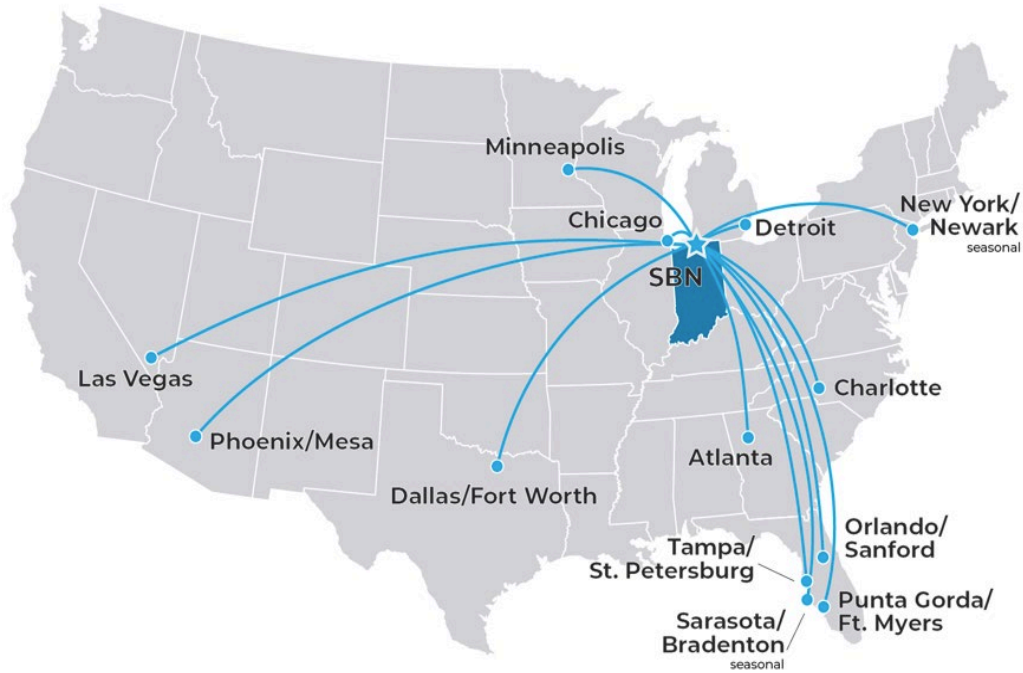 Minneapolis
Chicago
New York/
Newark
seasonal
Detroit
SBN
Las Vegas
Charlotte
Phoenix/Mesa
Atlanta
Dallas/Fort Worth
Orlando/
Sanford
Tampa/
St. Petersburg
Punta Gorda/
Ft. Myers
Sarasota/
Bradenton
seasonal